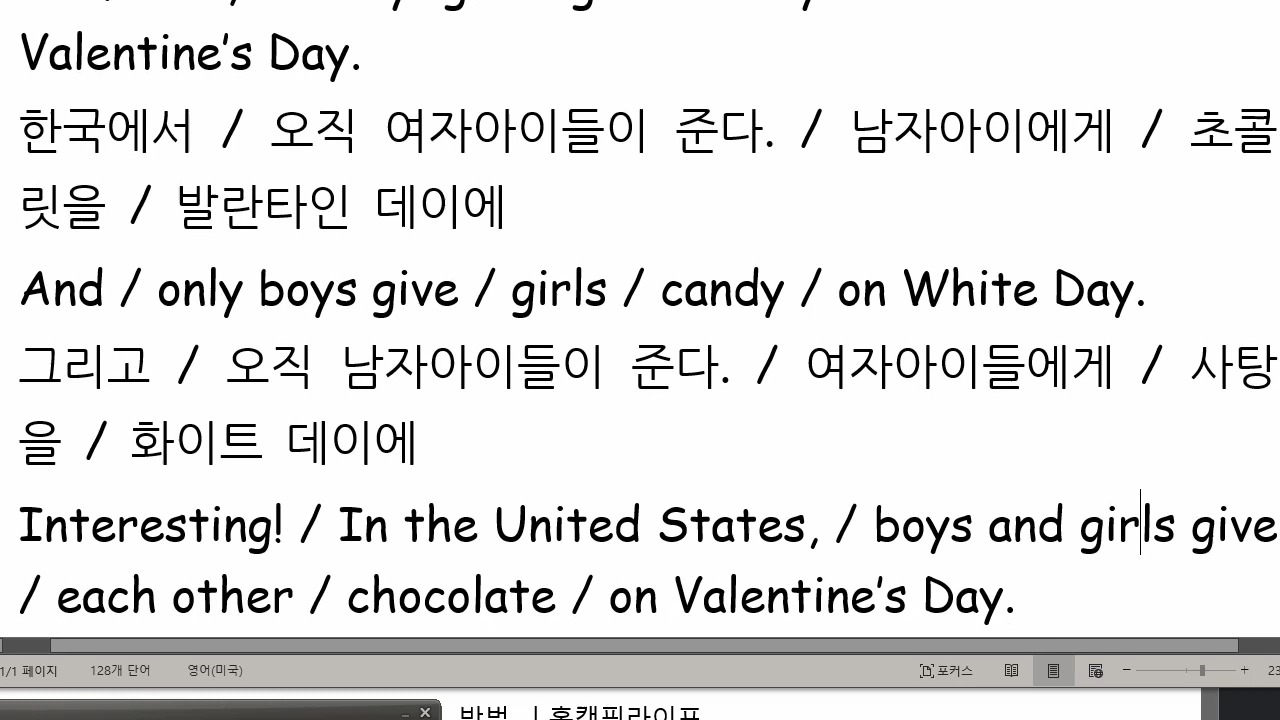 Valentine’s Day.
한국에서 / 오직 여자아이들이 준다. / 남자아이에게 / 초콜
릿을 / 발란타인 데이에
And / only boys give / girls / candy / on White Day.
그리고 / 오직 남자아이들이 준다. / 여자아이들에게 / 사탕
을 / 화이트 데이에
Interesting! / In the United States, / boys and girls give
/ each other / chocolate / on Valentine’s Day.
1/1 페이지 128개 단어 영어(미국) 포커스 23